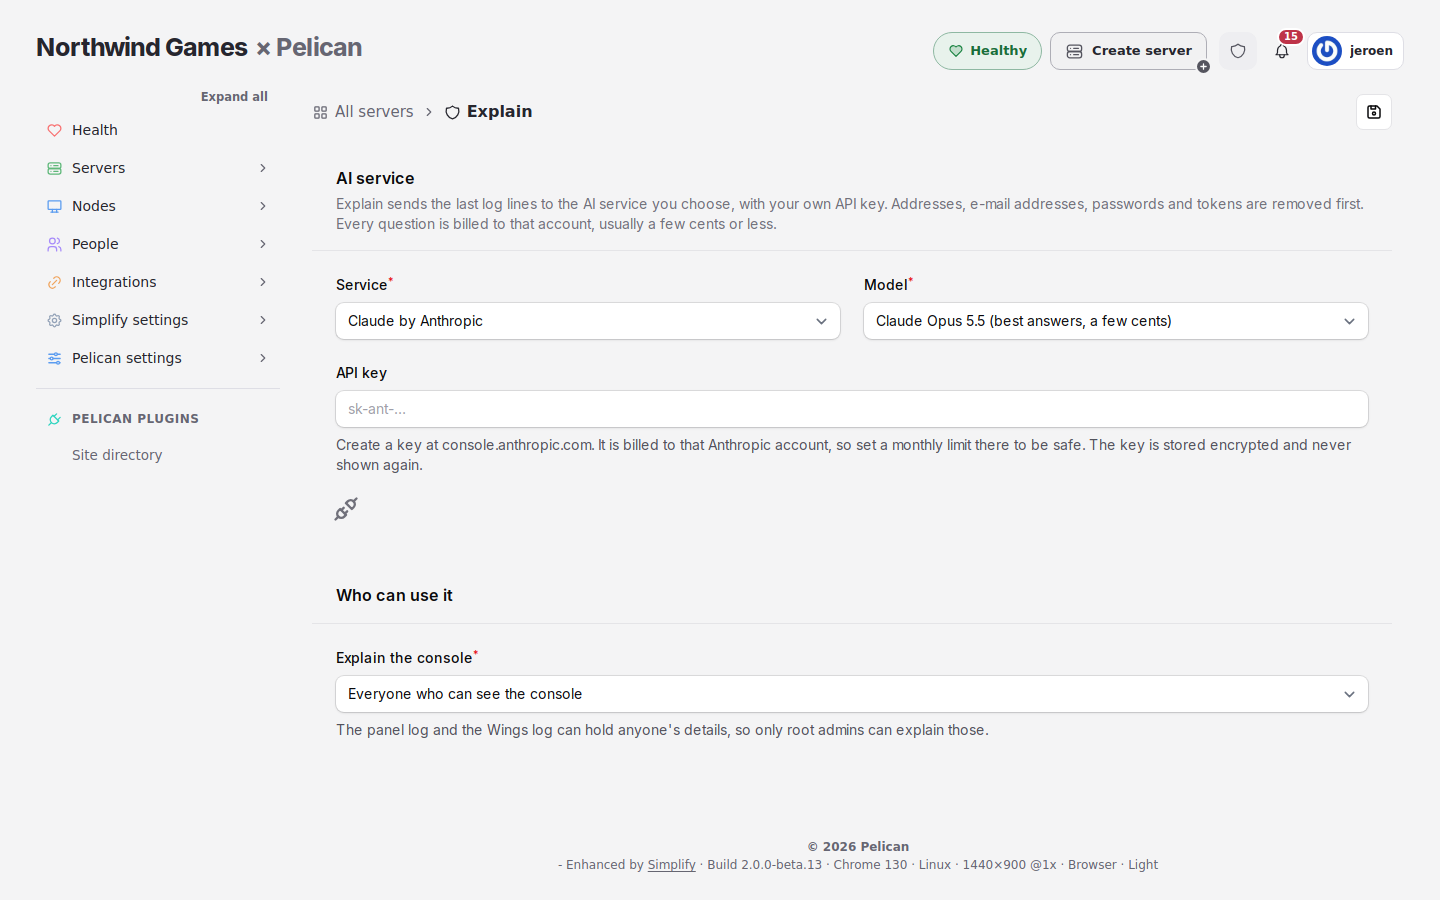 Northwind Games × Pelican
Healthy
Create server
15
jeroen
Expand all
Health
Servers
Nodes
People
Integrations
Simplify settings
Pelican settings
PELICAN PLUGINS
Site directory
All servers
Explain
AI service
Explain sends the last log lines to the AI service you choose, with your own API key. Addresses, e-mail addresses, passwords and tokens are removed first.
Every question is billed to that account, usually a few cents or less.
Service*
Model*
Claude by Anthropic
Claude Opus 5.5 (best answers, a few cents)
API key
sk-ant-...
Create a key at console.anthropic.com. It is billed to that Anthropic account, so set a monthly limit there to be safe. The key is stored encrypted and never
shown again.
Who can use it
Explain the console*
Everyone who can see the console
The panel log and the Wings log can hold anyone's details, so only root admins can explain those.
© 2026 Pelican
- Enhanced by Simplify · Build 2.0.0-beta.13 · Chrome 130 · Linux · 1440×900 @1x · Browser · Light